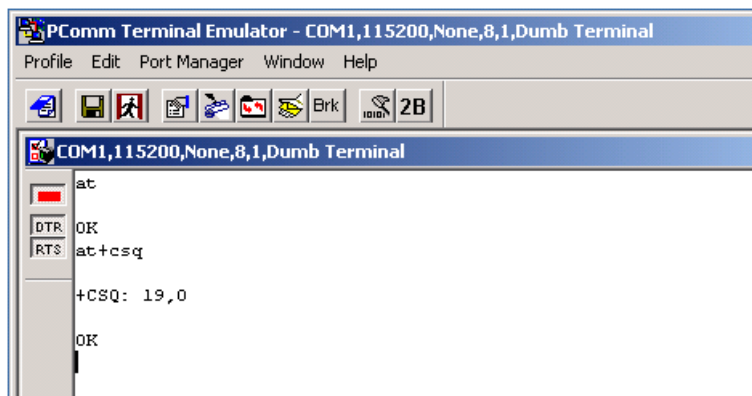 PComm Terminal Emulator - COM1,115200,None,8,1,Dumb Terminal
Profile Edit Port Manager Window Help
Brk 2B
COM1,115200,None,8,1,Dumb Terminal
at
DTR OK
RTS at+csq
+CSQ: 19,0
OK